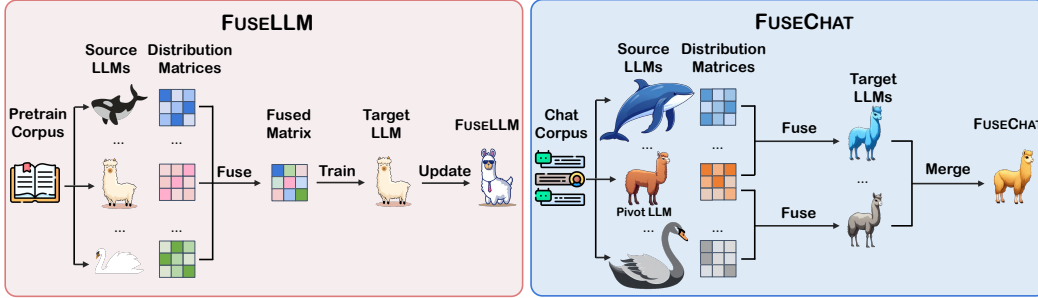 FUSELLM
Source
LLMs
Distribution
Matrices
Pretrain
Corpus
...
...
Fuse
Fused
Matrix
Train
Target
LLM
Update
FUSELLM
FUSECHAT
Source
LLMs
Distribution
Matrices
Chat
Corpus
...
Pivot LLM
...
Fuse
Fuse
Target
LLMs
...
Merge
FUSECHAT